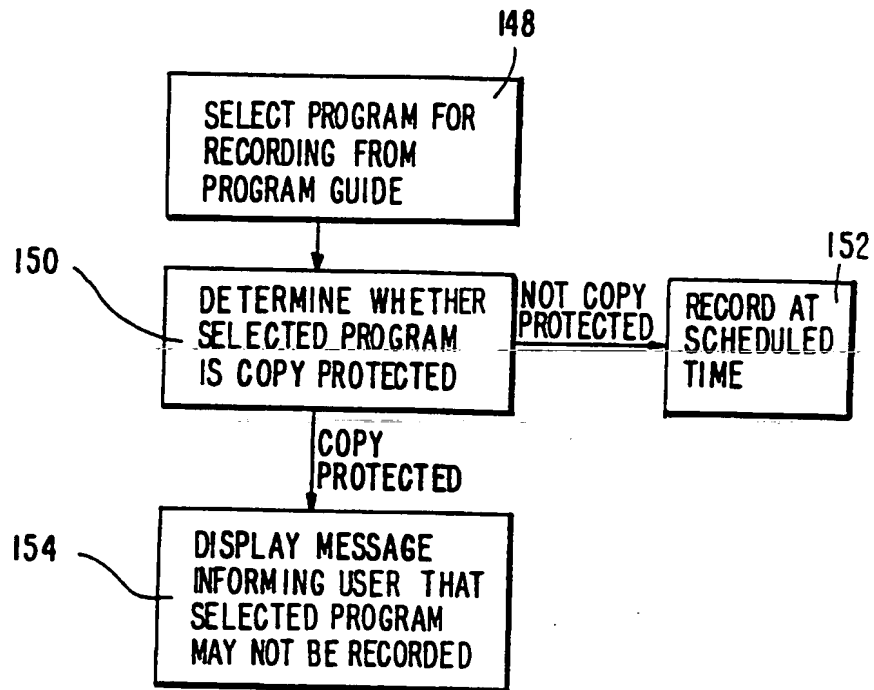 148
SELECT PROGRAM FOR
RECORDING FROM
PROGRAM GUIDE
150
DETERMINE WHETHER
SELECTED PROGRAM
IS COPY PROTECTED
NOT COPY
PROTECTED
152
RECORD AT
SCHEDULED
TIME
COPY
PROTECTED
154
DISPLAY MESSAGE
INFORMING USER THAT
SELECTED PROGRAM
MAY NOT BE RECORDED